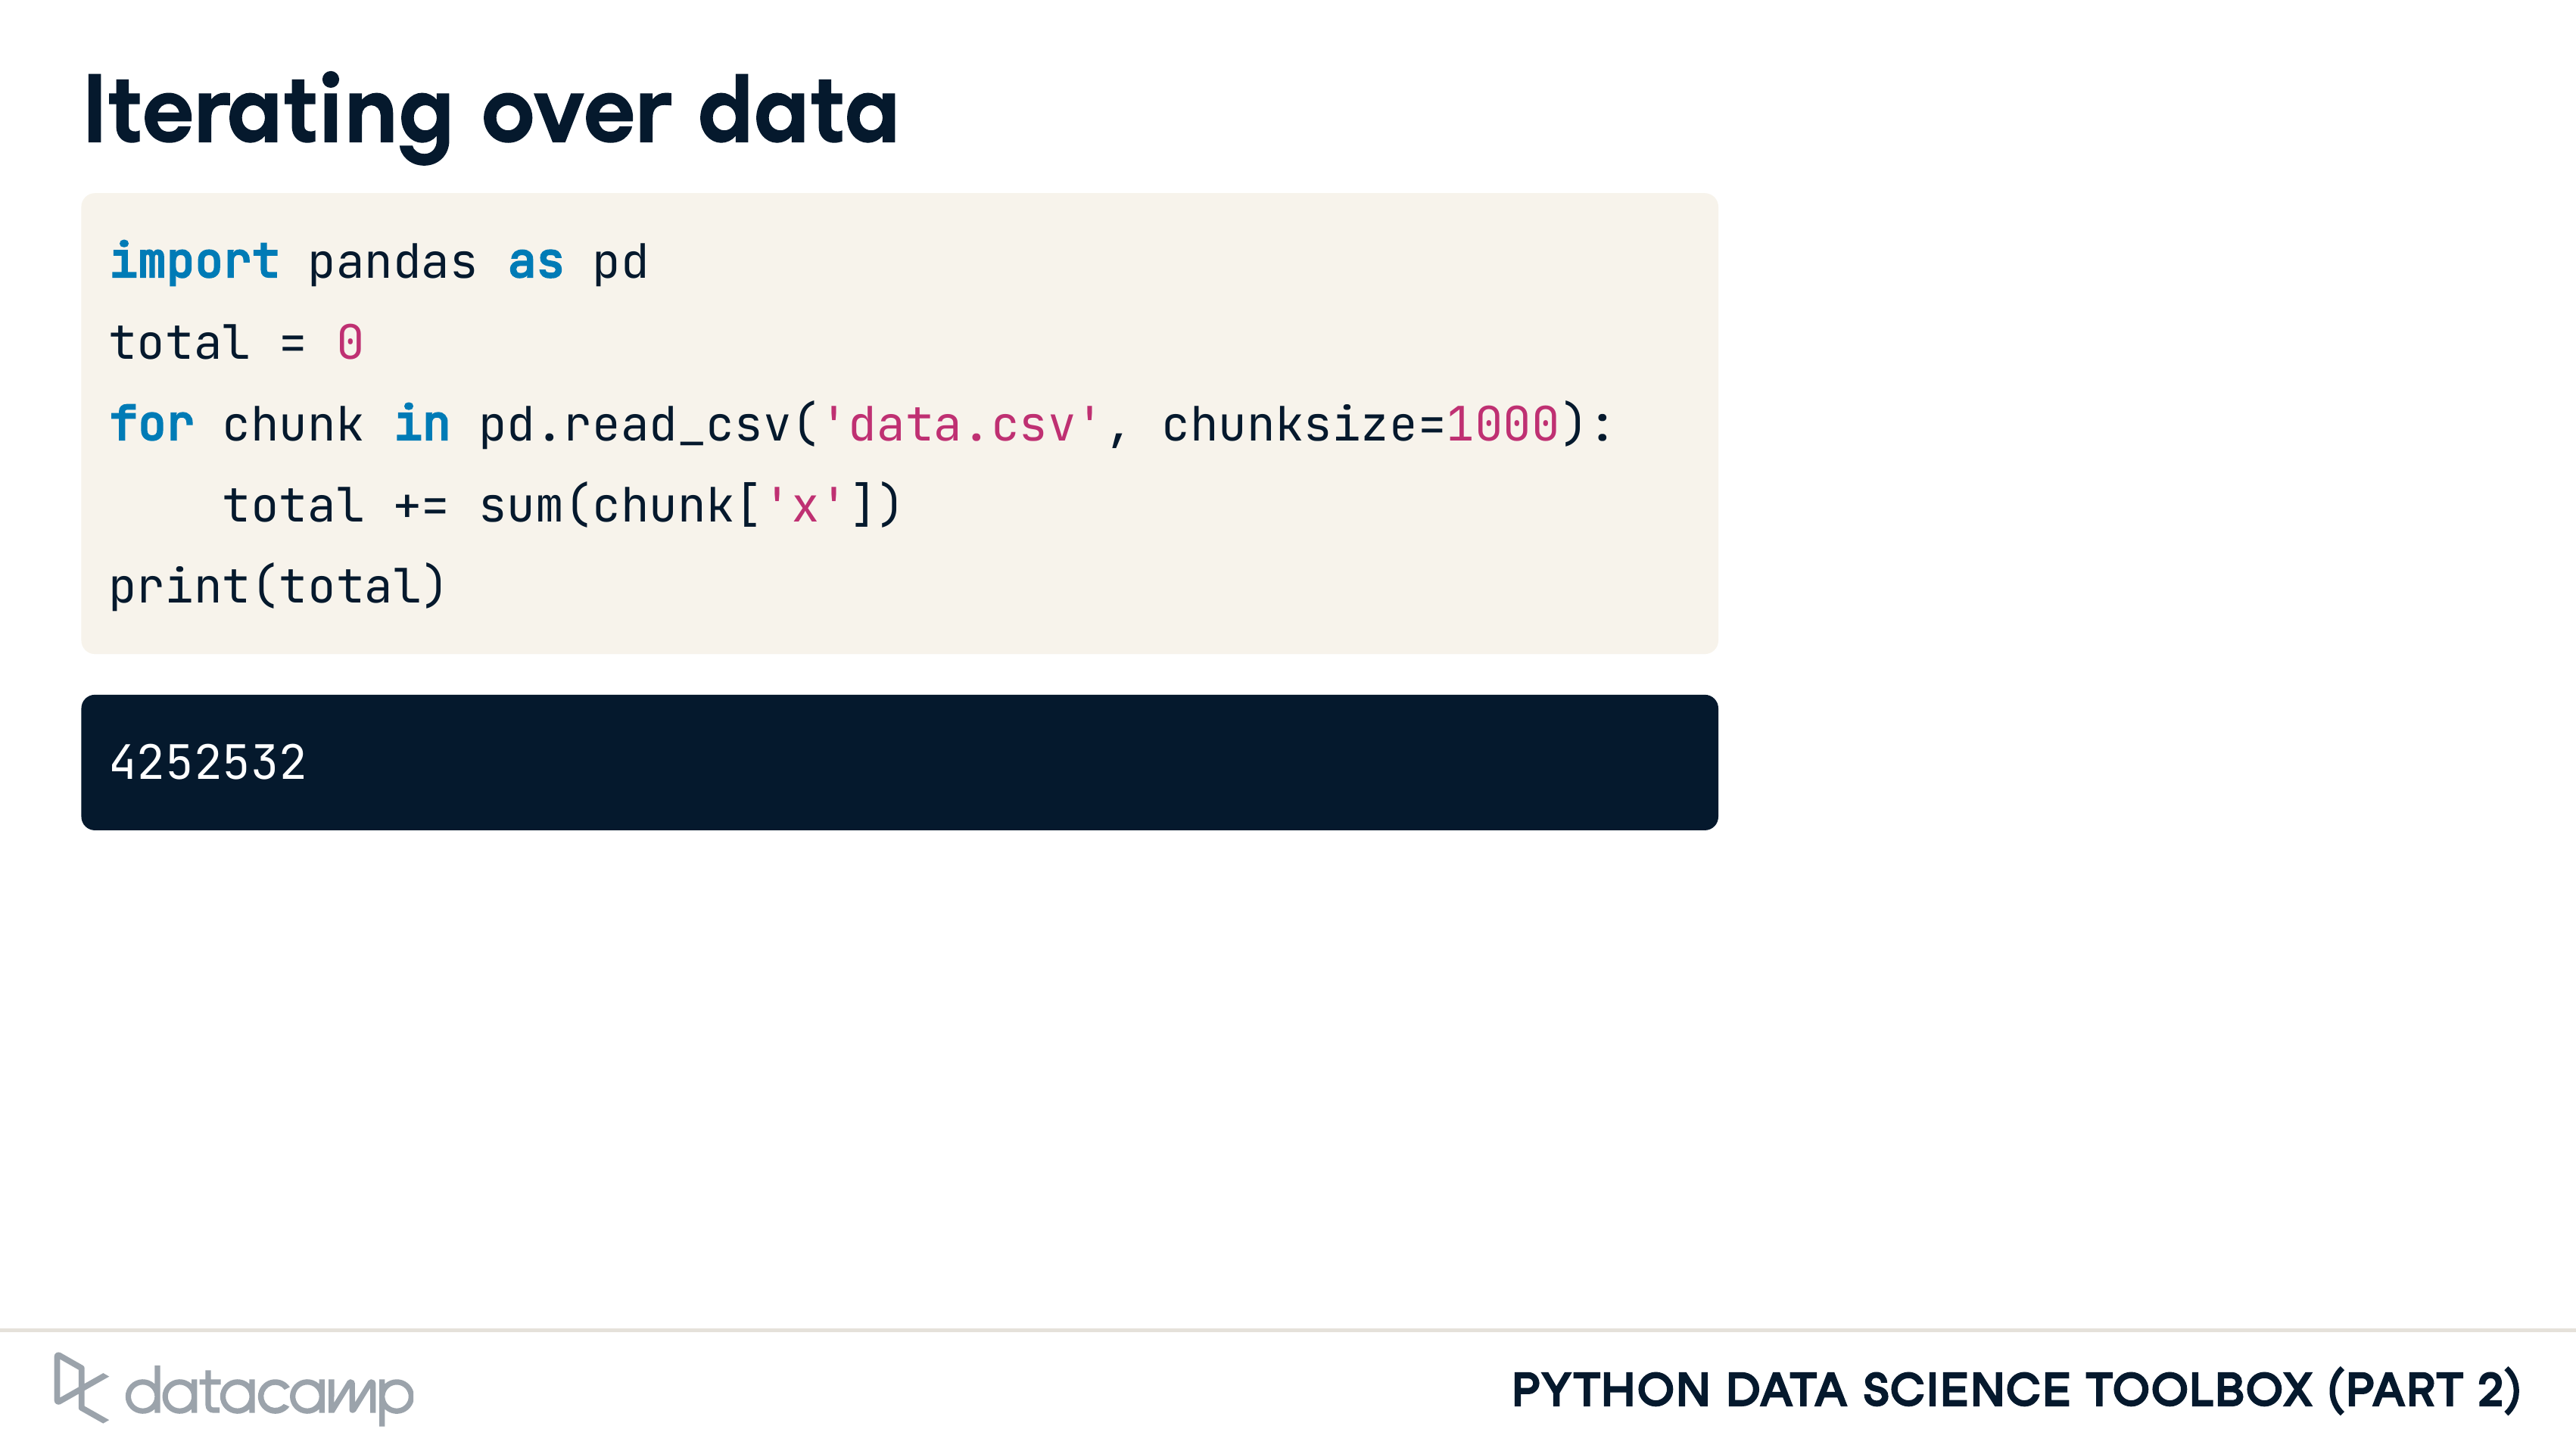 Iterating over data
import pandas as pd
total = 0
for chunk in pd.read_csv('data.csv', chunksize=1000):
    total += sum(chunk['x'])
print(total)
4252532
datacamp
PYTHON DATA SCIENCE TOOLBOX (PART 2)